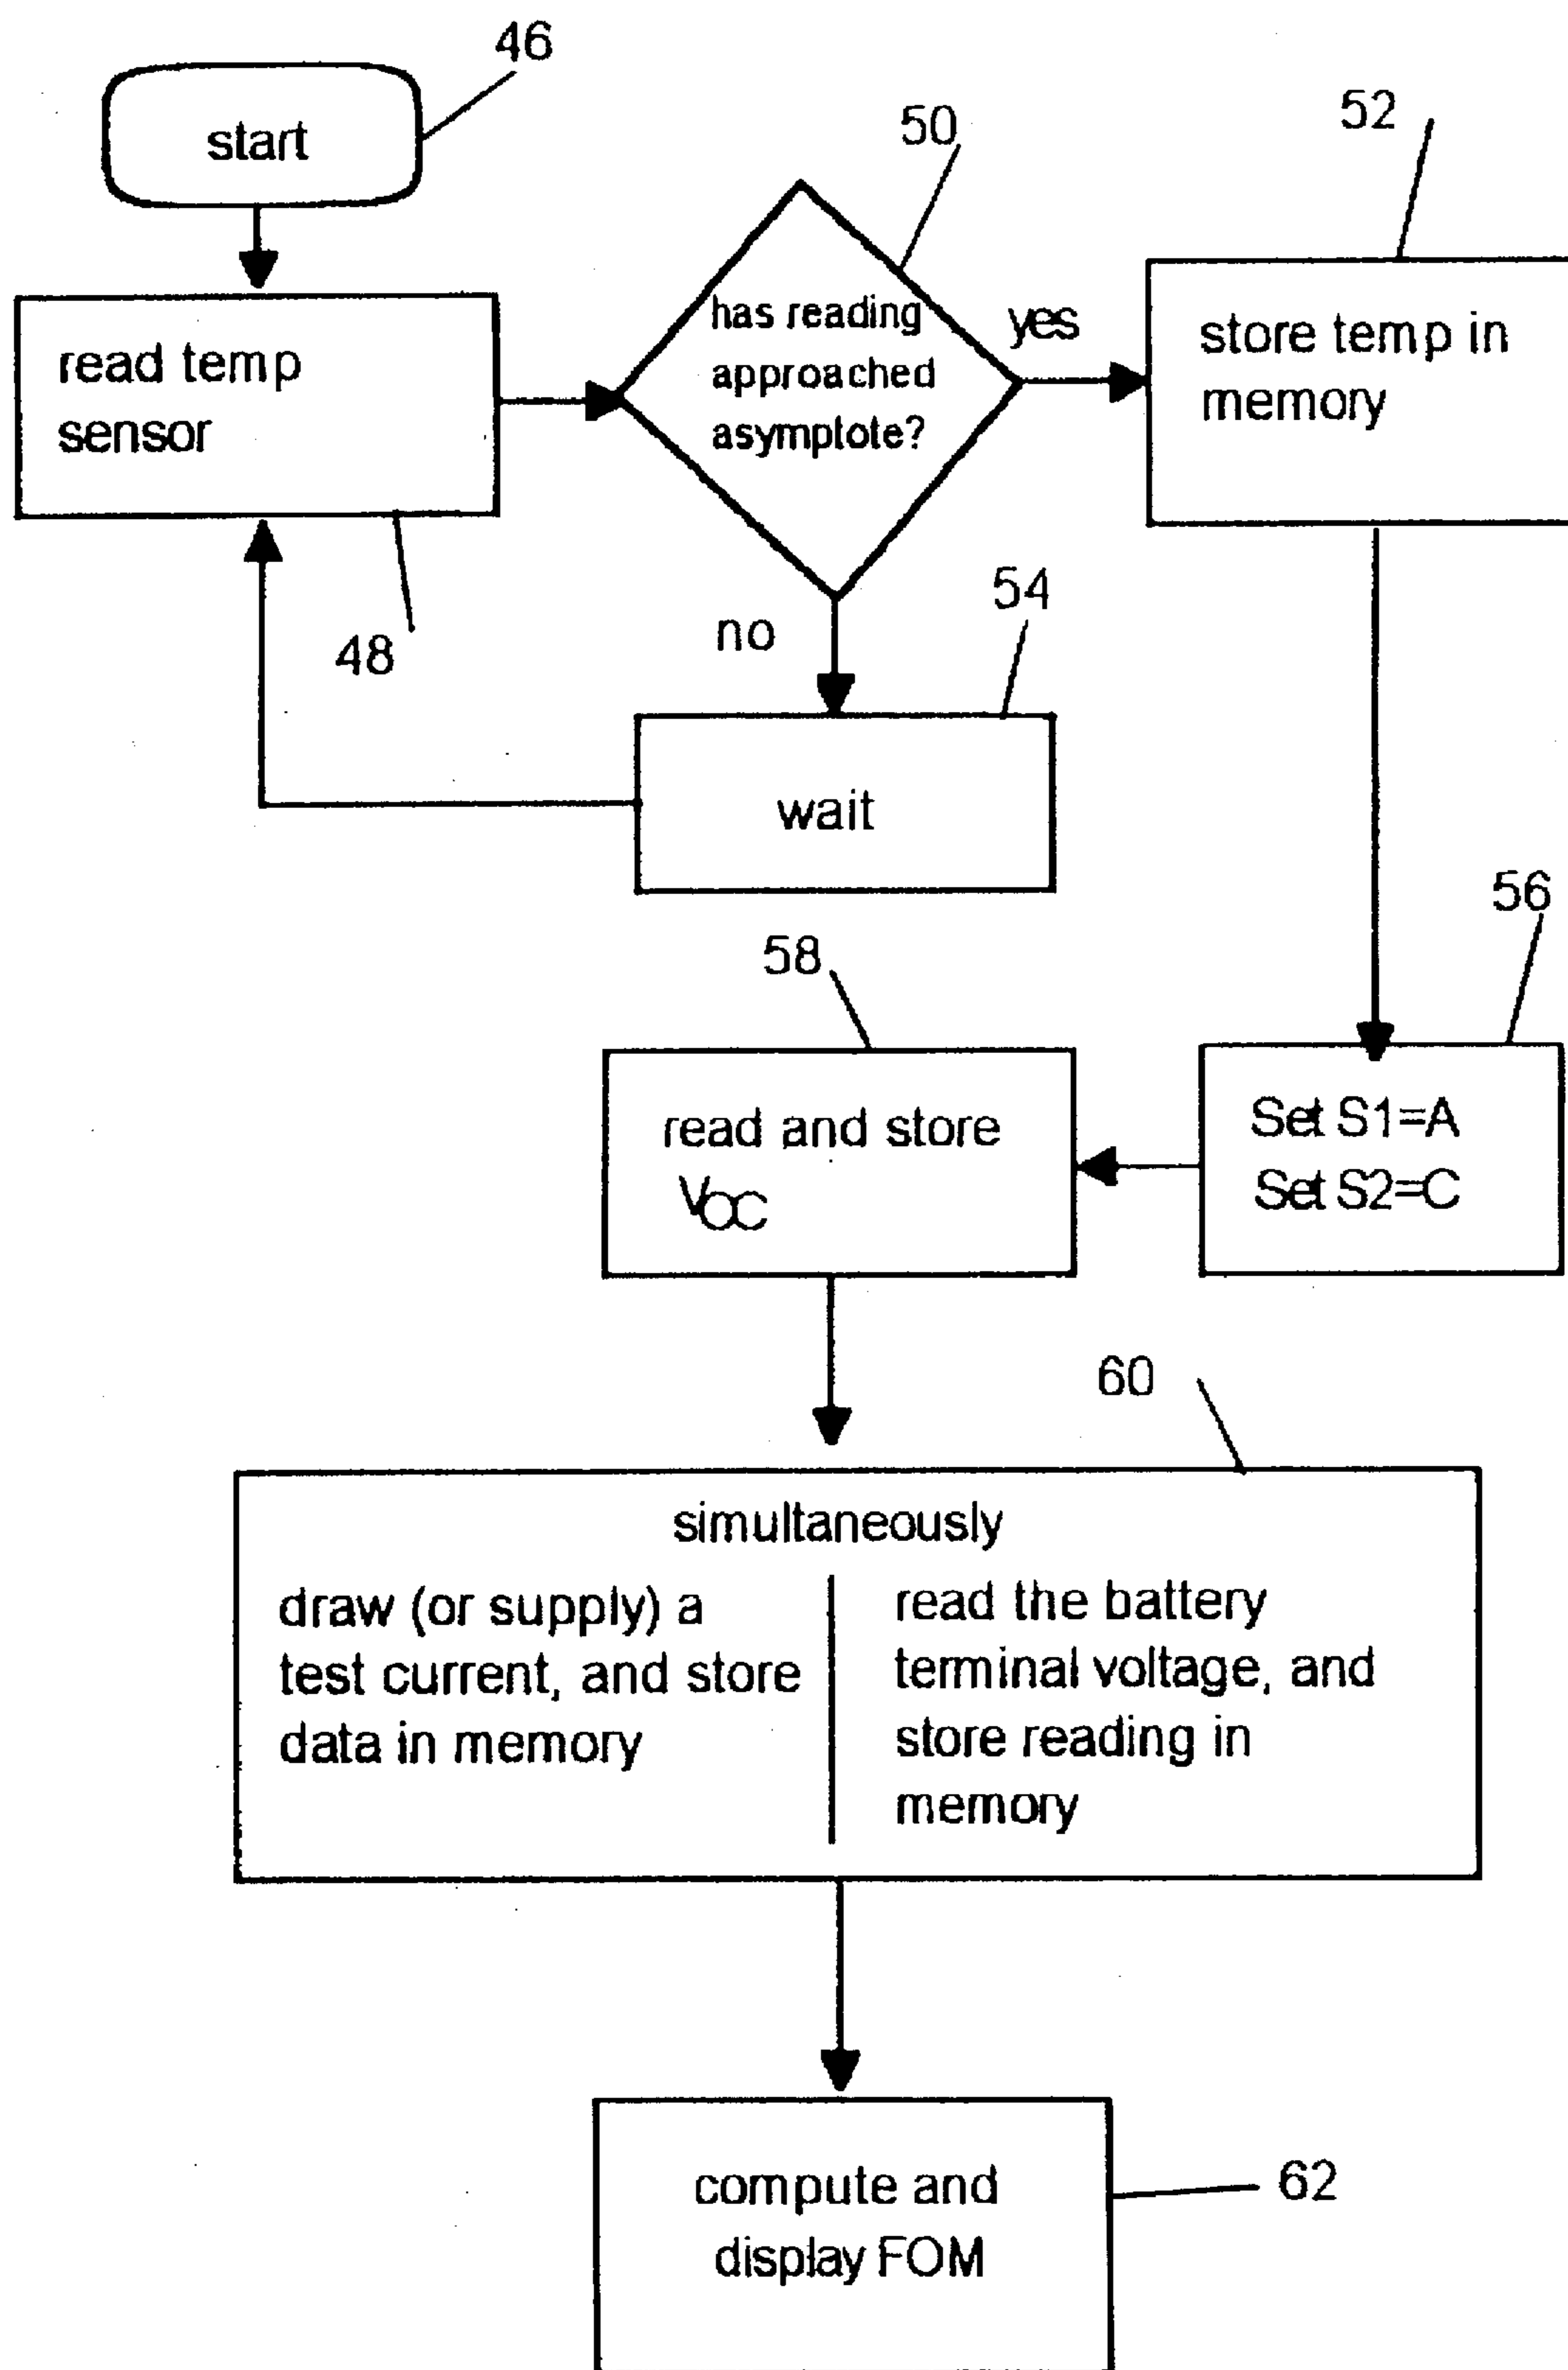 46
start
50
52
has reading
approached
asymptote?
yes
store temp in
memory
read temp
sensor
48
no
54
wait
56
58
Set S1=A
Set S2=C
read and store
VOC
60
simultaneously
draw (or supply) a
test current, and store
data in memory
read the battery
terminal voltage, and
store reading in
memory
compute and
display FOM
62